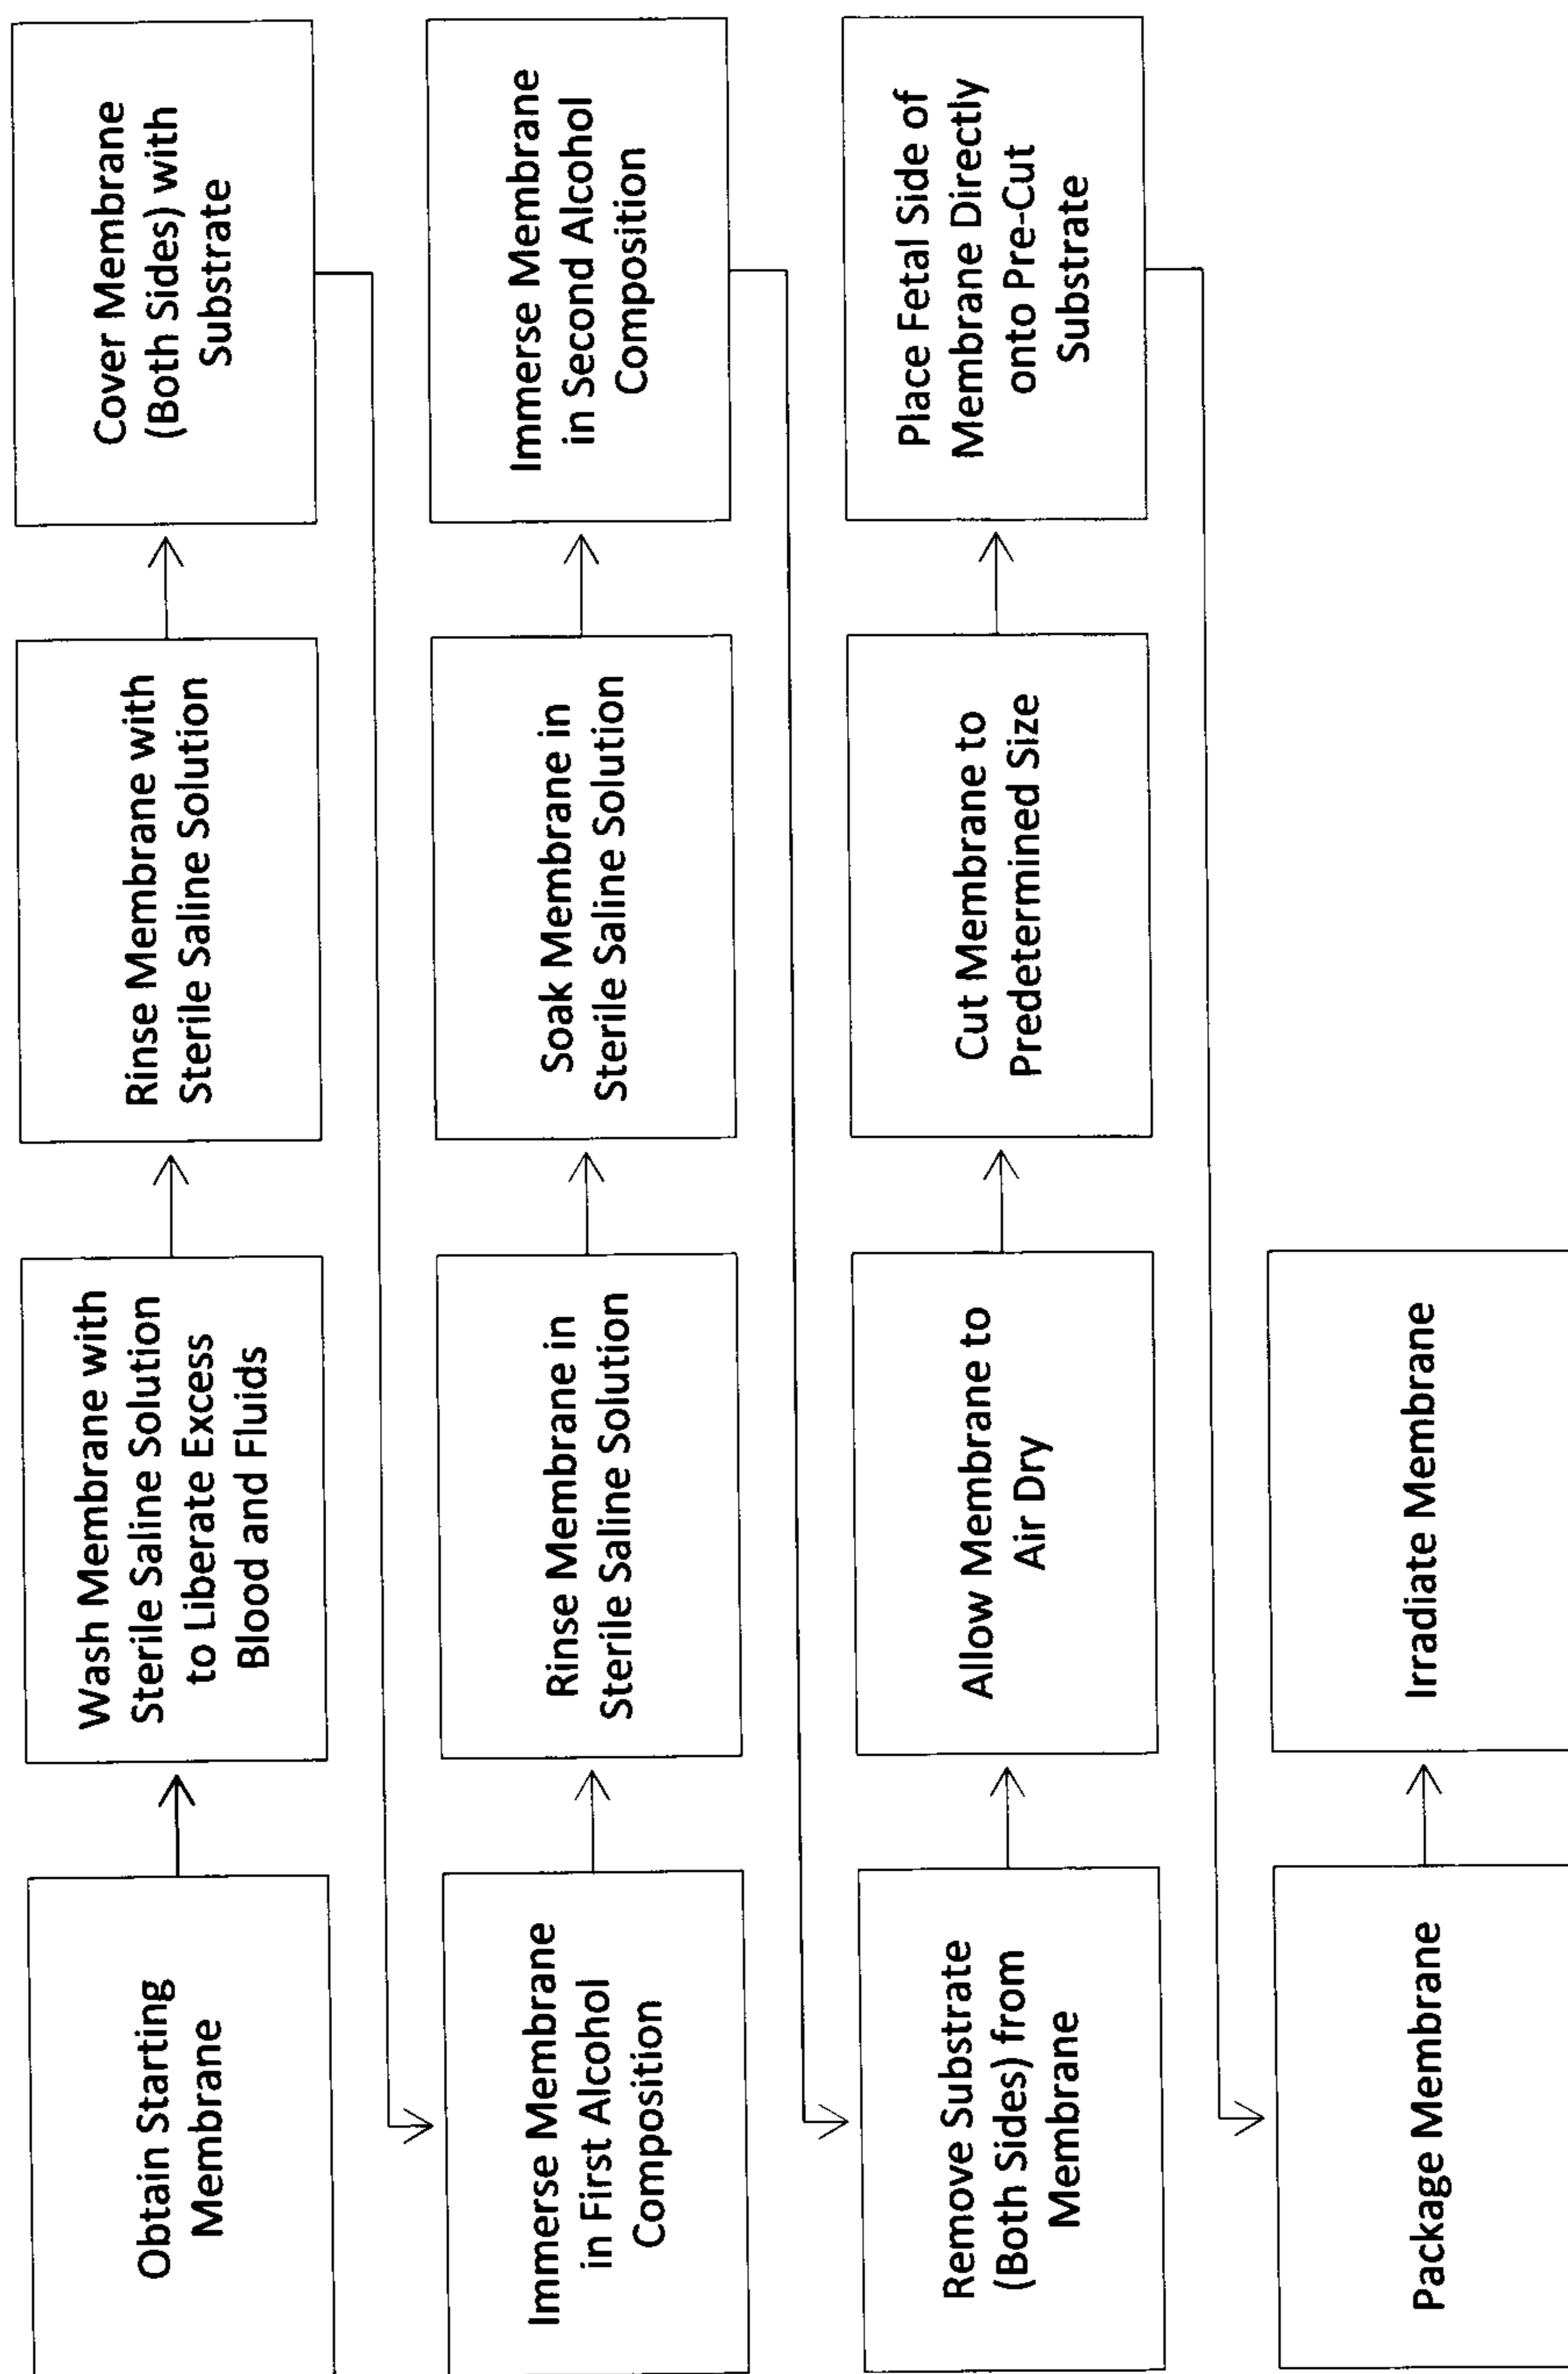 Obtain Starting
Membrane
Wash Membrane with
Sterile Saline Solution
to Liberate Excess
Blood and Fluids
Rinse Membrane with
Sterile Saline Solution
Cover Membrane
(Both Sides) with
Substrate
Immerse Membrane
in First Alcohol
Composition
Rinse Membrane in
Sterile Saline Solution
Soak Membrane in
Sterile Saline Solution
Immerse Membrane
in Second Alcohol
Composition
Remove Substrate
(Both Sides) from
Membrane
Allow Membrane to
Air Dry
Cut Membrane to
Predetermined Size
Place Fetal Side of
Membrane Directly
onto Pre-Cut
Substrate
Package Membrane
Irradiate Membrane